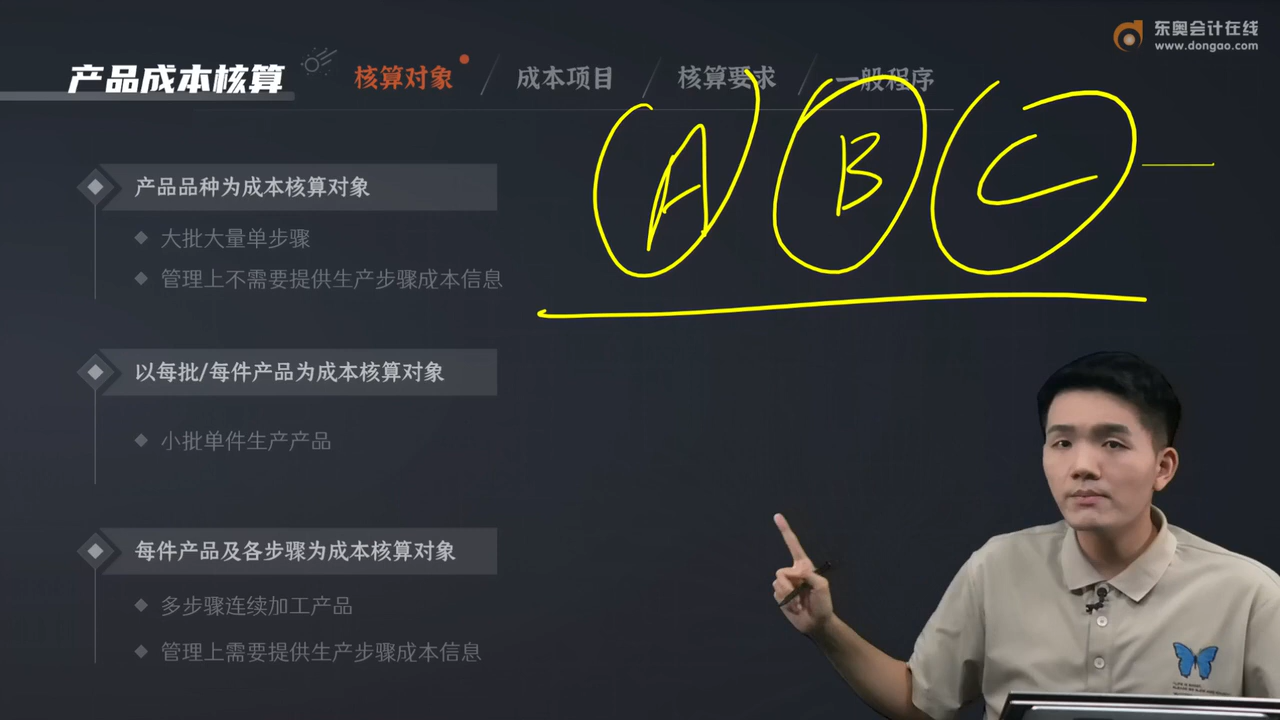 东奥会计在线
www.dongao.com
产品成本核算
核算对象 / 成本项目 / 核算要求 / 一般程序
A B C
产品品种为成本核算对象
大批大量单步骤
管理上不需要提供生产步骤成本信息
以每批/每件产品为成本核算对象
小批单件生产产品
每件产品及各步骤为成本核算对象
多步骤连续加工产品
管理上需要提供生产步骤成本信息